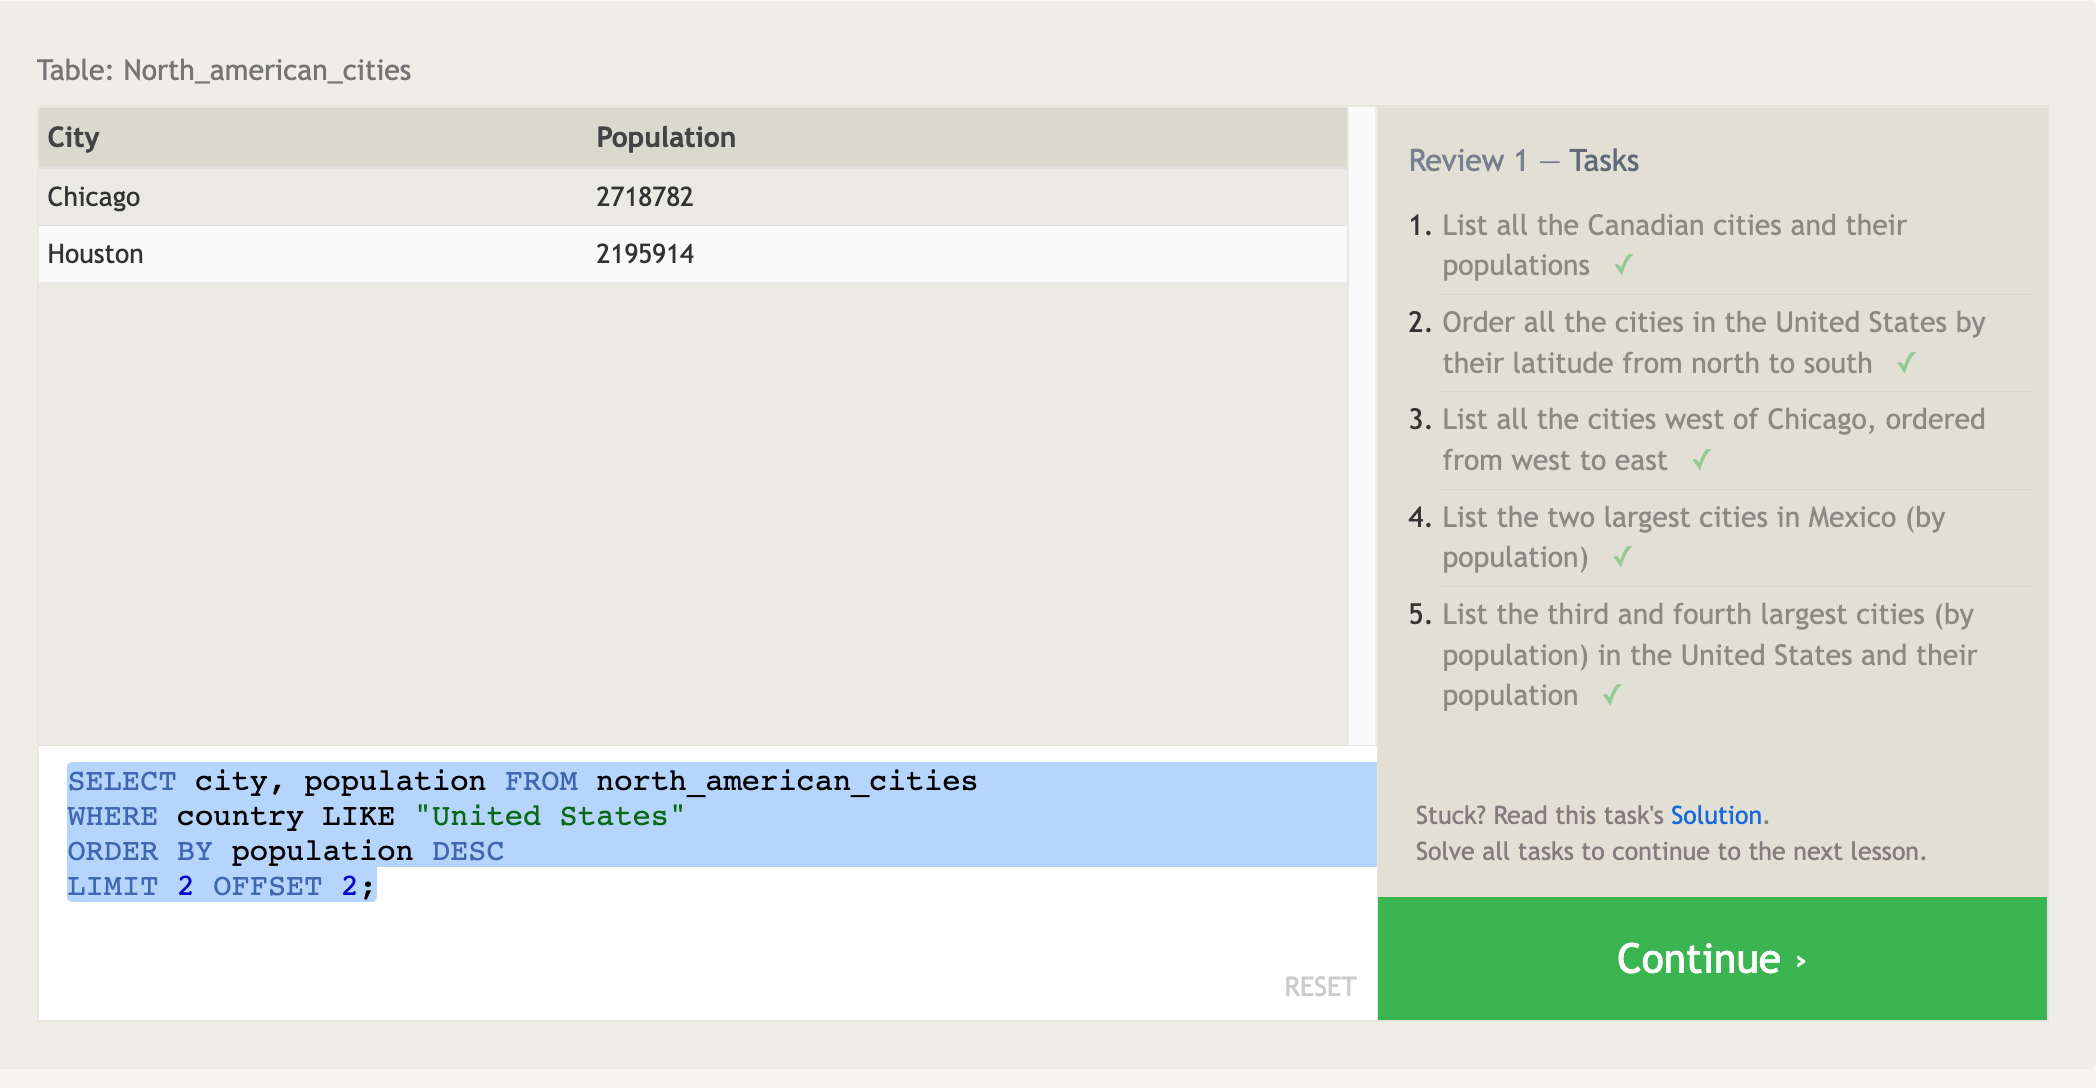 Table: North_american_cities
City Population
Chicago 2718782
Houston 2195914
SELECT city, population FROM north_american_cities
WHERE country LIKE "United States"
ORDER BY population DESC
LIMIT 2 OFFSET 2;
RESET
Review 1 — Tasks
1. List all the Canadian cities and their
populations ✓
2. Order all the cities in the United States by
their latitude from north to south ✓
3. List all the cities west of Chicago, ordered
from west to east ✓
4. List the two largest cities in Mexico (by
population) ✓
5. List the third and fourth largest cities (by
population) in the United States and their
population ✓
Stuck? Read this task's Solution.
Solve all tasks to continue to the next lesson.
Continue ›